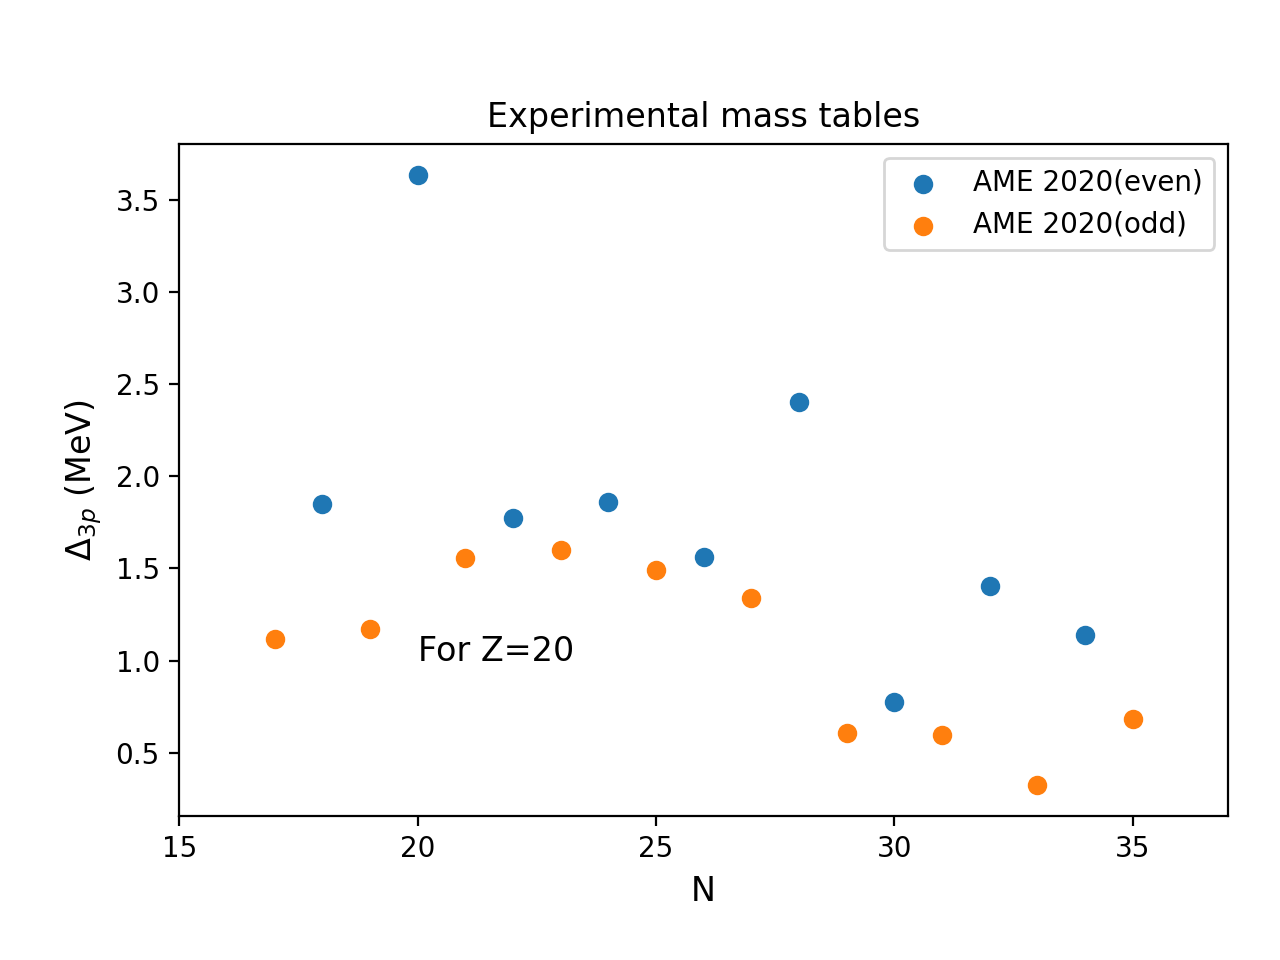 Experimental mass tables
AME 2020(even)
AME 2020(odd)
3.5
3.0
2.5
2.0
1.5
1.0
0.5
Δ3p (MeV)
For Z=20
15 20 25 30 35
N